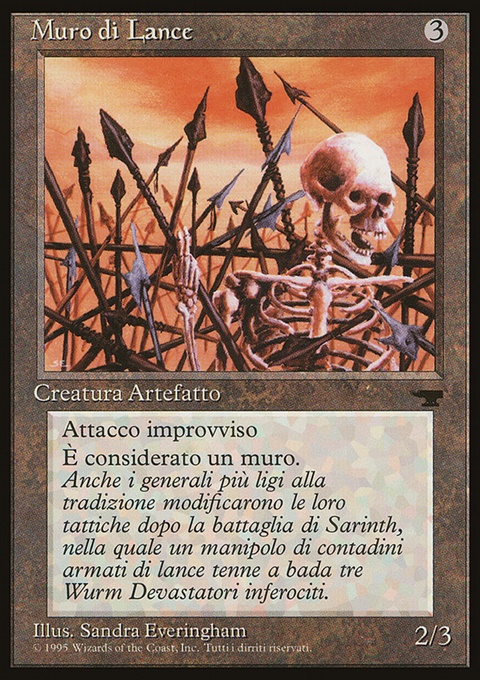 Muro di Lance
3
SE
Creatura Artefatto
Attacco improvviso
È considerato un muro.
Anche i generali più ligi alla
tradizione modificarono le loro
tattiche dopo la battaglia di Sarinth,
nella quale un manipolo di contadini
armati di lance tenne a bada tre
Wurm Devastatori inferociti.
Illus. Sandra Everingham
2/3
© 1995 Wizards of the Coast, Inc. Tutti i dirriti riservati.